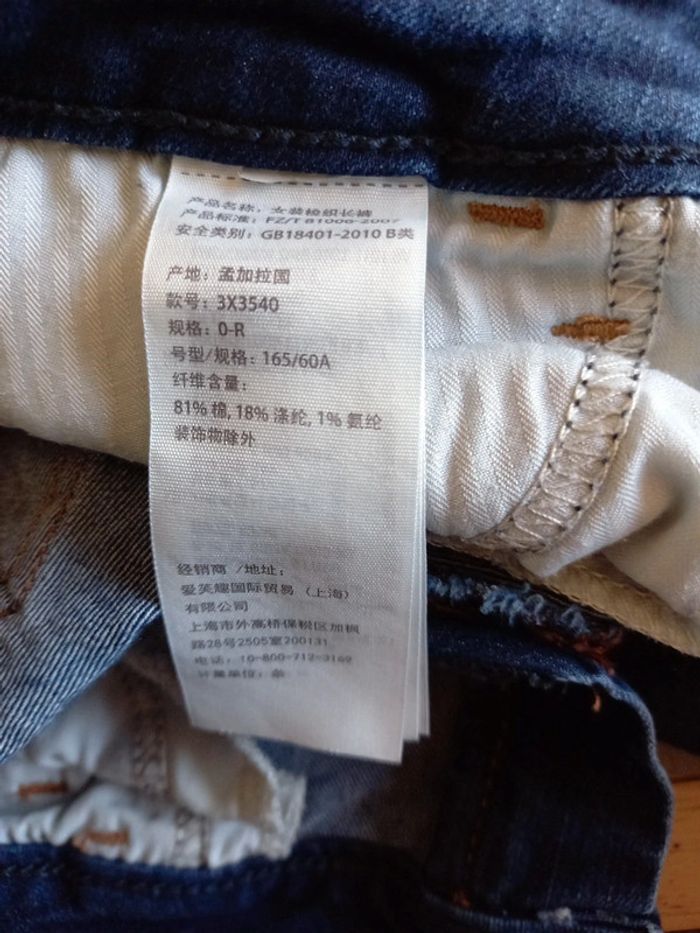 产品名称：女装梭织长裤
产品标准：FZ/T 81006-2007
安全类别：GB18401-2010 B类
产地：孟加拉国
款号：3X3540
规格：0-R
号型/规格：165/60A
纤维含量：
81% 棉, 18% 涤纶, 1% 氨纶
装饰物除外
经销商 /地址：
爱芙趣国际贸易（上海）
有限公司
上海市外高桥保税区加枫
路28号2505室200131
电话：10-800-712-3169
计量单位：条